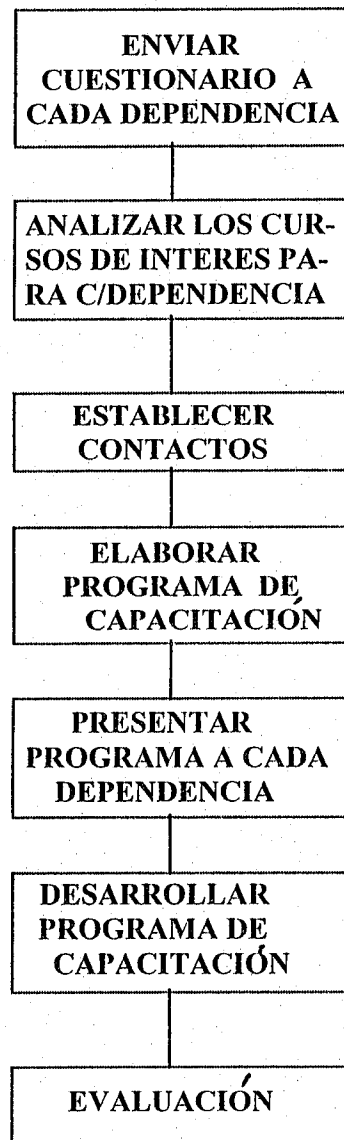 ENVIAR
CUESTIONARIO A
CADA DEPENDENCIA
ANALIZAR LOS CUR-
SOS DE INTERES PA-
RA C/DEPENDENCIA
ESTABLECER
CONTACTOS
ELABORAR
PROGRAMA DE
CAPACITACIÓN
PRESENTAR
PROGRAMA A CADA
DEPENDENCIA
DESARROLLAR
PROGRAMA DE
CAPACITACIÓN
EVALUACIÓN